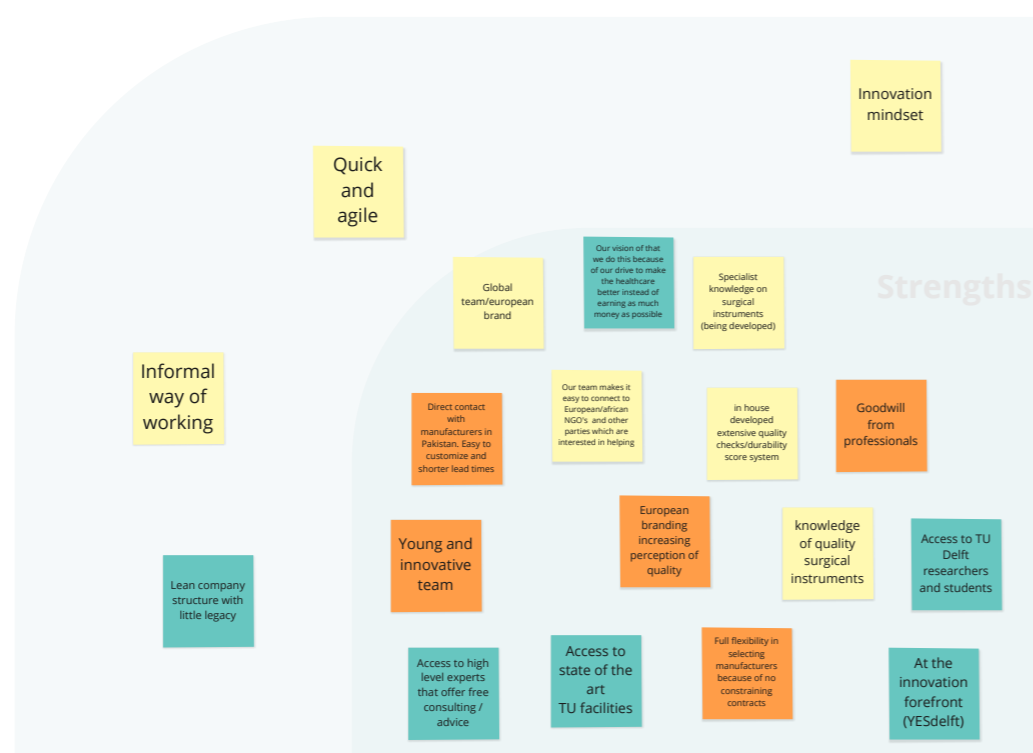 Innovation
mindset
Quick
and
agile
Our vision of that
we do this because
of our drive to make
the healthcare
better instead of
earning as much
money as possible
Global
team/european
brand
Specialist
knowledge on
surgical
instruments
(being developed)
Strengths
Informal
way of
working
Direct contact
with
manufacturers in
Pakistan. Easy to
customize and
shorter lead times
Our team makes it
easy to connect to
European/african
NGO's and other
parties which are
interested in helping
in house
developed
extensive quality
checks/durability
score system
Goodwill
from
professionals
Young and
innovative
team
European
branding
increasing
perception of
quality
knowledge
of quality
surgical
instruments
Access to TU
Delft
researchers
and students
Lean company
structure with
little legacy
Access to high
level experts
that offer free
consulting /
advice
Access to
state of the
art
TU facilities
Full flexibility in
selecting
manufacturers
because of no
constraining
contracts
At the
innovation
forefront
(YESdelft)